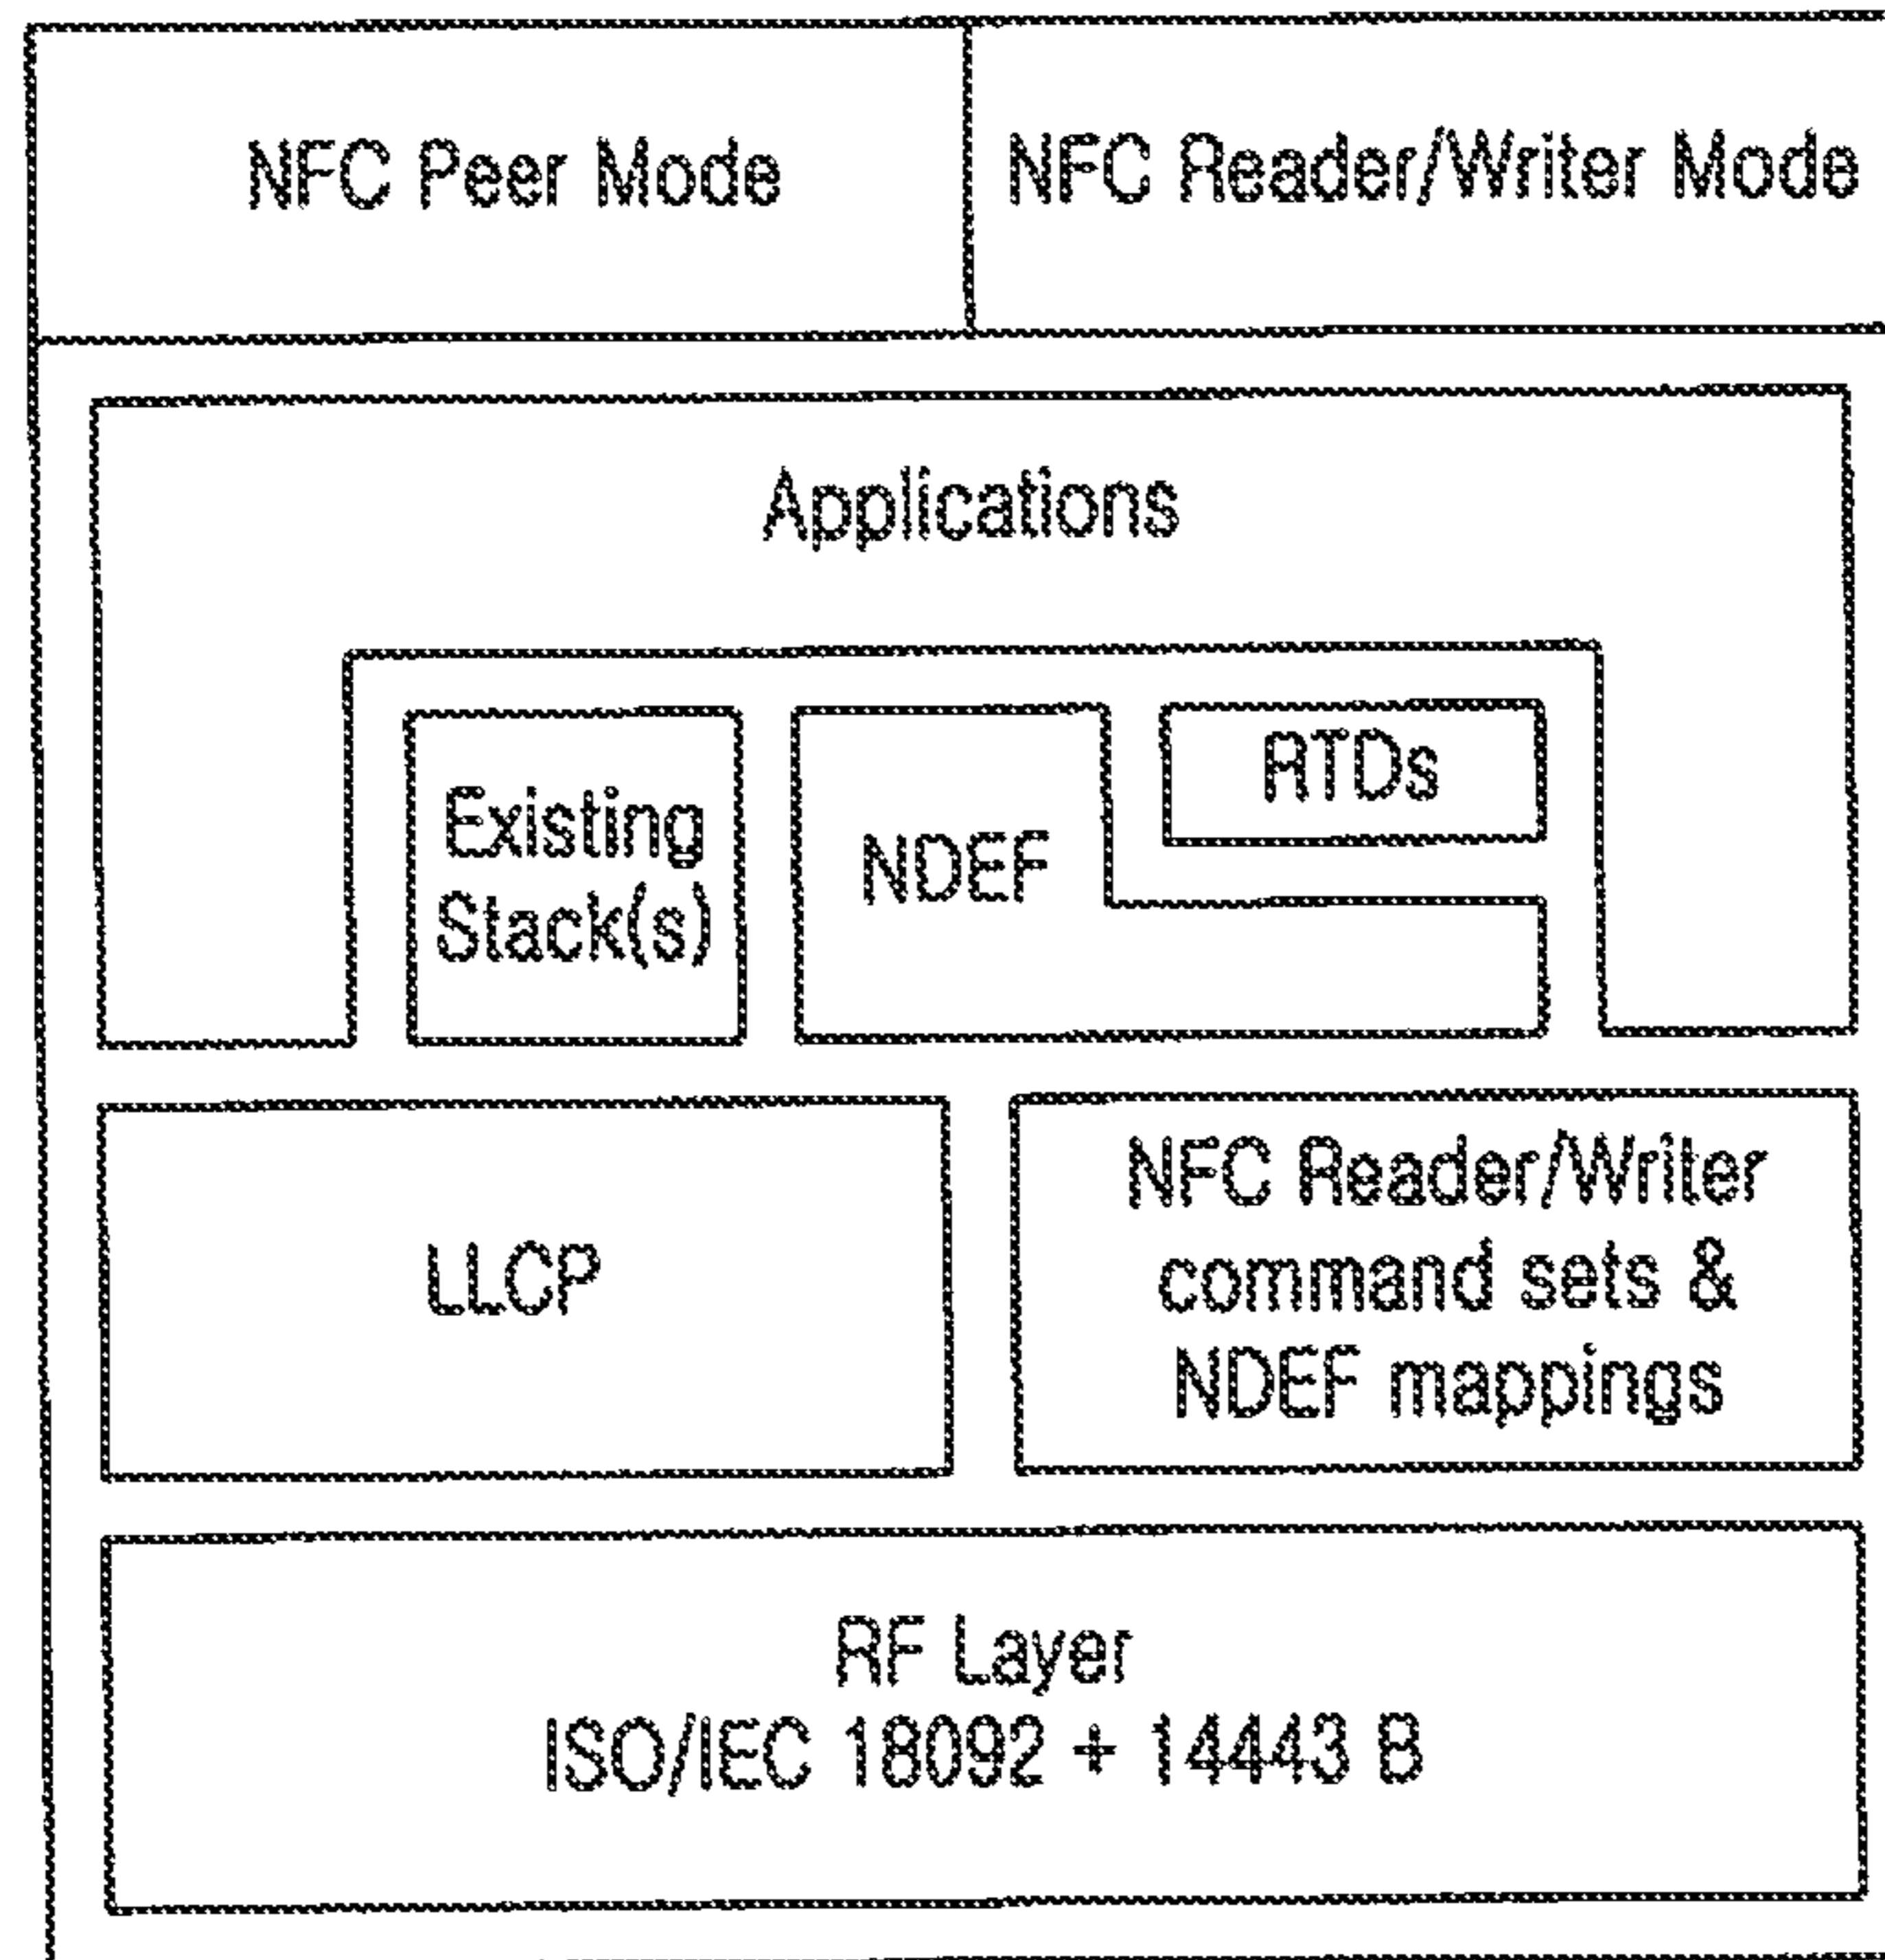 NFC Peer Mode
NFC Reader/Writer Mode
Applications
Existing
Stack(s)
NDEF
RTDs
LLCP
NFC Reader/Writer
command sets &
NDEF mappings
RF Layer
ISO/IEC 18092 + 14443 B